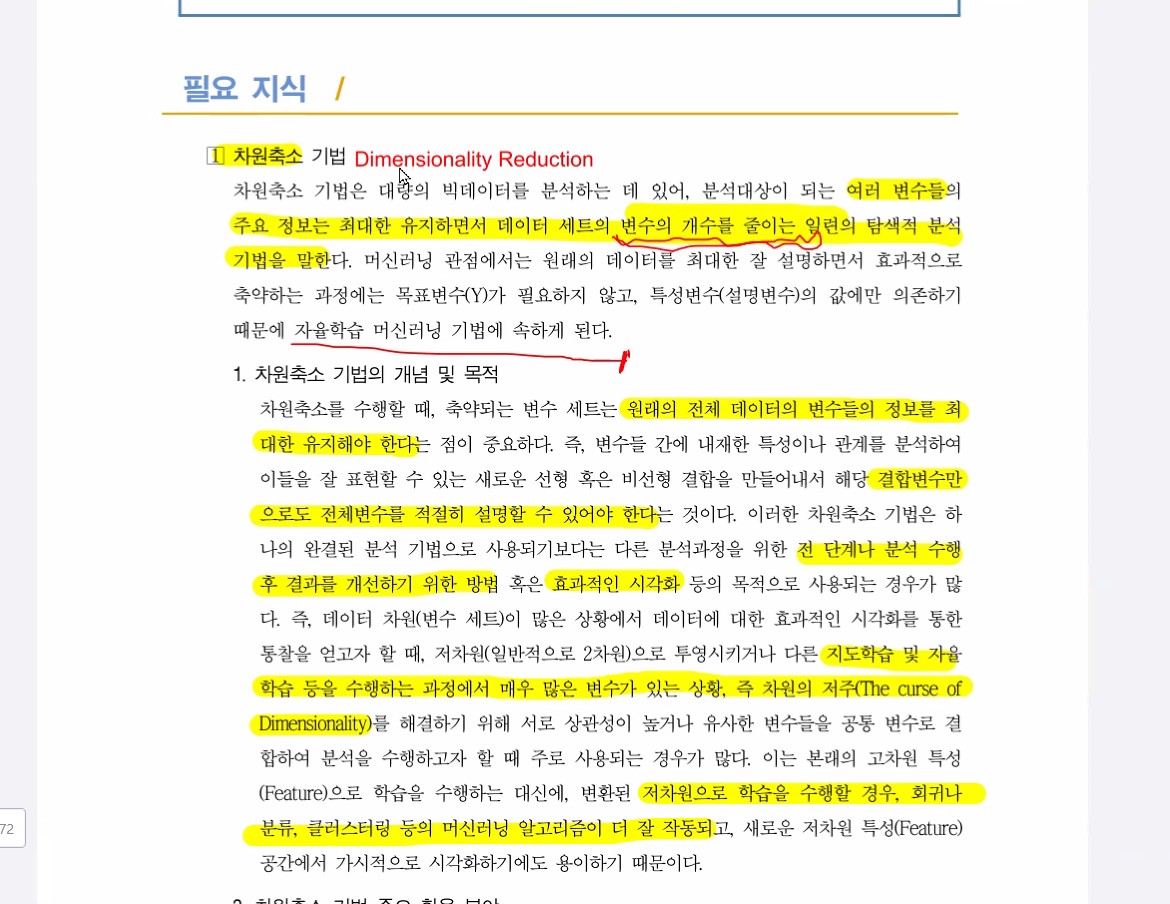 필요 지식 /
1 차원축소 기법 Dimensionality Reduction
차원축소 기법은 대량의 빅데이터를 분석하는 데 있어, 분석대상이 되는 여러 변수들의
주요 정보는 최대한 유지하면서 데이터 세트의 변수의 개수를 줄이는 일련의 탐색적 분석
기법을 말한다. 머신러닝 관점에서는 원래의 데이터를 최대한 잘 설명하면서 효과적으로
축약하는 과정에는 목표변수(Y)가 필요하지 않고, 특성변수(설명변수)의 값에만 의존하기
때문에 자율학습 머신러닝 기법에 속하게 된다.
1. 차원축소 기법의 개념 및 목적
차원축소를 수행할 때, 축약되는 변수 세트는 원래의 전체 데이터의 변수들의 정보를 최
대한 유지해야 한다는 점이 중요하다. 즉, 변수들 간에 내재한 특성이나 관계를 분석하여
이들을 잘 표현할 수 있는 새로운 선형 혹은 비선형 결합을 만들어내서 해당 결합변수만
으로도 전체변수를 적절히 설명할 수 있어야 한다는 것이다. 이러한 차원축소 기법은 하
나의 완결된 분석 기법으로 사용되기보다는 다른 분석과정을 위한 전 단계나 분석 수행
후 결과를 개선하기 위한 방법 혹은 효과적인 시각화 등의 목적으로 사용되는 경우가 많
다. 즉, 데이터 차원(변수 세트)이 많은 상황에서 데이터에 대한 효과적인 시각화를 통한
통찰을 얻고자 할 때, 저차원(일반적으로 2차원)으로 투영시키거나 다른 지도학습 및 자율
학습 등을 수행하는 과정에서 매우 많은 변수가 있는 상황, 즉 차원의 저주(The curse of
Dimensionality)를 해결하기 위해 서로 상관성이 높거나 유사한 변수들을 공통 변수로 결
합하여 분석을 수행하고자 할 때 주로 사용되는 경우가 많다. 이는 본래의 고차원 특성
(Feature)으로 학습을 수행하는 대신에, 변환된 저차원으로 학습을 수행할 경우, 회귀나
분류, 클러스터링 등의 머신러닝 알고리즘이 더 잘 작동되고, 새로운 저차원 특성(Feature)
공간에서 가시적으로 시각화하기에도 용이하기 때문이다.
72